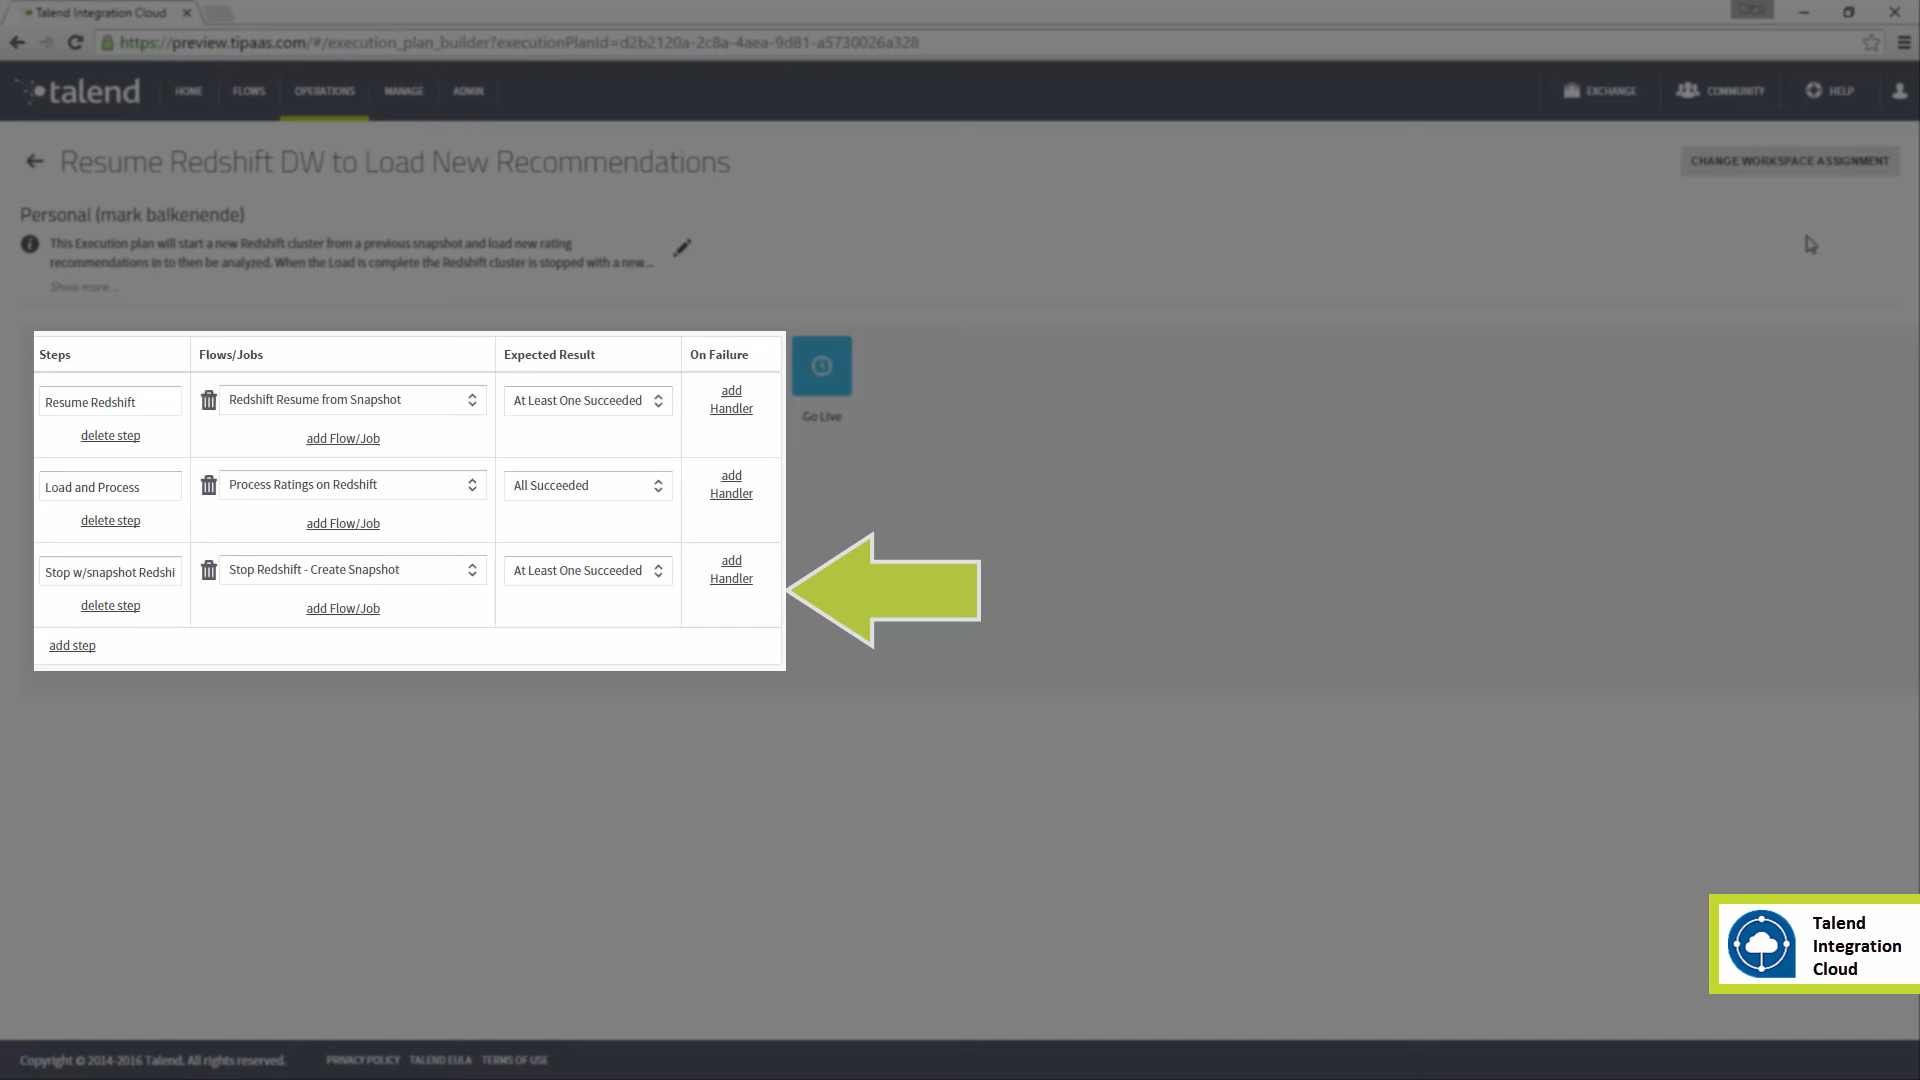 Talend Integration Cloud
https://preview.tipaas.com/#/execution_plan_builder?executionPlanId=d2b2120a-2c8a-4aea-9d81-a5730026a328
talend HOME FLOWS OPERATIONS MANAGE ADMIN EXCHANGE COMMUNITY HELP
Resume Redshift DW to Load New Recommendations
CHANGE WORKSPACE ASSIGNMENT
Personal (mark balkenende)
This Execution plan will start a new Redshift cluster from a previous snapshot and load new rating
recommendations in to then be analyzed. When the Load is complete the Redshift cluster is stopped with a new...
Show more...
Steps Flows/Jobs Expected Result On Failure
Resume Redshift Redshift Resume from Snapshot At Least One Succeeded add Handler
delete step add Flow/Job
Go Live
Load and Process Process Ratings on Redshift All Succeeded add Handler
delete step add Flow/Job
Stop w/snapshot Redshi Stop Redshift - Create Snapshot At Least One Succeeded add Handler
delete step add Flow/Job
add step
Talend
Integration
Cloud
Copyright © 2014-2016 Talend. All rights reserved. PRIVACY POLICY TALEND EULA TERMS OF USE